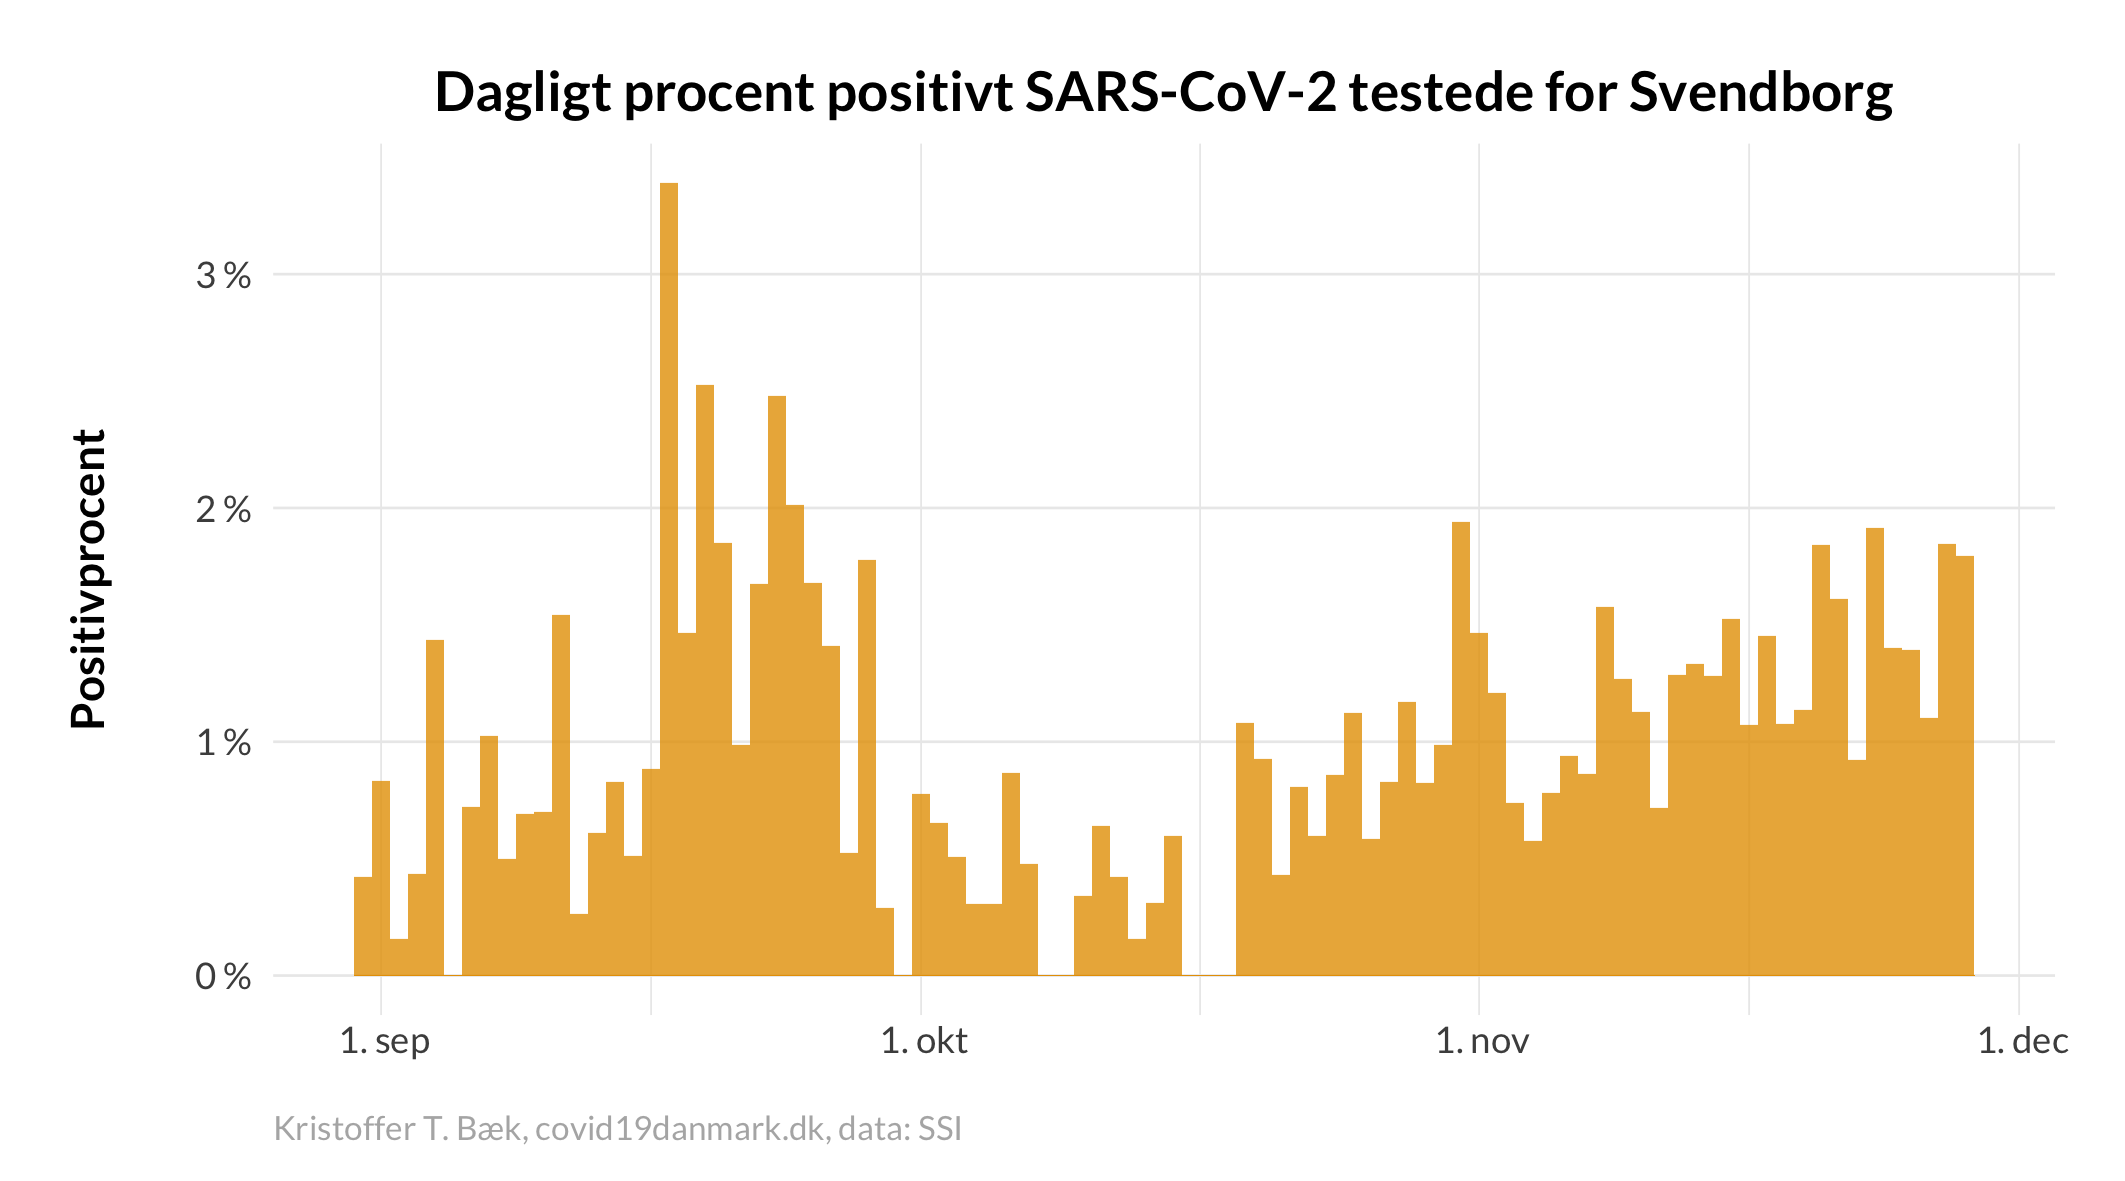 Dagligt procent positivt SARS-CoV-2 testede for Svendborg
Positivprocent
3 %
2 %
1 %
0 %
1. sep
1. okt
1. nov
1. dec
Kristoffer T. Bæk, covid19danmark.dk, data: SSI